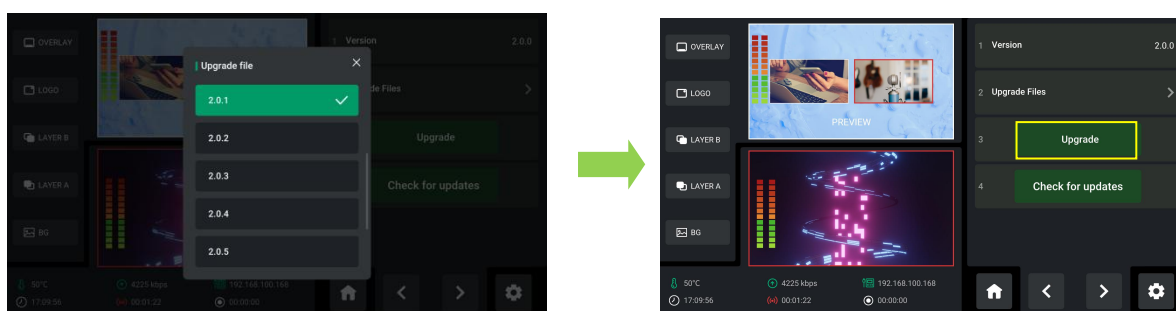 OVERLAY
LOGO
LAYER B
LAYER A
BG
Upgrade file
2.0.1
2.0.2
2.0.3
2.0.4
2.0.5
1 Version 2.0.0
de Files
Upgrade
Check for updates
50°C
4225 kbps
192.168.100.168
17:09:56
00:01:22
00:00:00
OVERLAY
LOGO
LAYER B
LAYER A
BG
PREVIEW
1 Version 2.0.0
2 Upgrade Files
3 Upgrade
4 Check for updates
50°C
4225 kbps
192.168.100.168
17:09:56
00:01:22
00:00:00